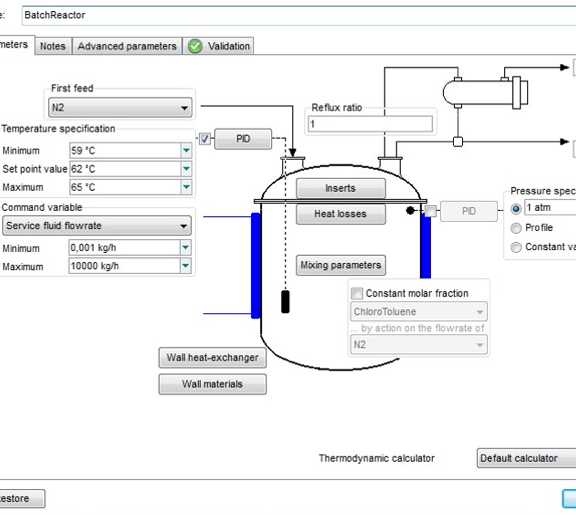 e:
BatchReactor
meters
Notes
Advanced parameters
Validation
First feed
N2
Reflux ratio
1
Temperature specification
PID
Minimum
59 °C
Set point value
62 °C
Maximum
65 °C
Inserts
Pressure spec
Command variable
Heat losses
PID
1 atm
Service fluid flowrate
Profile
Minimum
0,001 kg/h
Constant va
Maximum
10000 kg/h
Mixing parameters
Constant molar fraction
ChloroToluene
... by action on the flowrate of
N2
Wall heat-exchanger
Wall materials
Thermodynamic calculator
Default calculator
estore